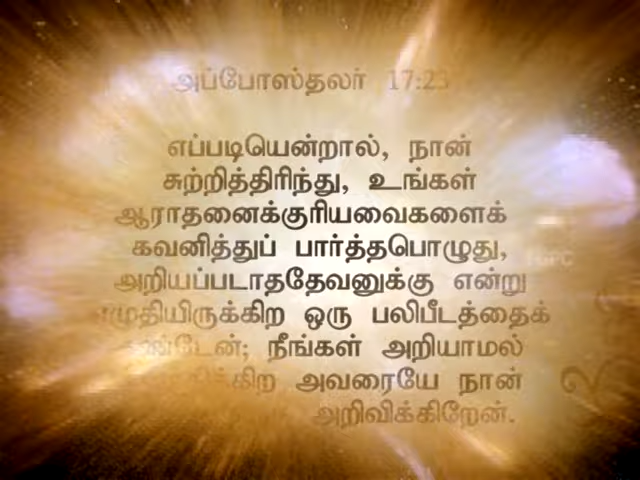 அப்போஸ்தலர் 17:23
எப்படியென்றால், நான்
சுற்றித்திரிந்து, உங்கள்
ஆராதனைக்குரியவைகளைக்
கவனித்துப் பார்த்தபொழுது,
அறியப்படாததேவனுக்கு என்று
எழுதியிருக்கிற ஒரு பலிபீடத்தைக்
கண்டேன்; நீங்கள் அறியாமல்
அவரையே நான்
அறிவிக்கிறேன்.